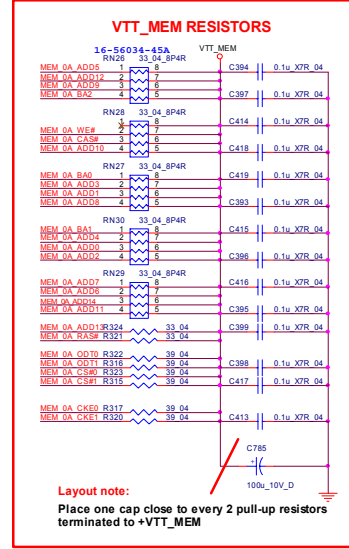 VTT_MEM RESISTORS
16-56034-45A VTT_MEM
RN26 33_04_8P4R
MEM_0A_ADD5 1 8 C394 0.1u_X7R_04
MEM_0A_ADD12 2 7
MEM_0A_ADD9 3 6
MEM_0A_BA2 4 5 C397 0.1u_X7R_04
RN28 33_04_8P4R
1 8 C414 0.1u_X7R_04
MEM_0A_WE# 2 7
MEM_0A_CAS# 3 6
MEM_0A_ADD10 4 5 C418 0.1u_X7R_04
RN27 33_04_8P4R
MEM_0A_BA0 1 8 C419 0.1u_X7R_04
MEM_0A_ADD3 2 7
MEM_0A_ADD1 3 6
MEM_0A_ADD8 4 5 C393 0.1u_X7R_04
RN30 33_04_8P4R
MEM_0A_BA1 1 8 C415 0.1u_X7R_04
MEM_0A_ADD4 2 7
MEM_0A_ADD0 3 6
MEM_0A_ADD2 4 5 C396 0.1u_X7R_04
RN29 33_04_8P4R
MEM_0A_ADD7 1 8 C416 0.1u_X7R_04
MEM_0A_ADD6 2 7
MEM_0A_ADD14 3 6
MEM_0A_ADD11 4 5 C395 0.1u_X7R_04
MEM_0A_ADD13 R324 33_04 C399 0.1u_X7R_04
MEM_0A_RAS# R321 33_04
MEM_0A_ODT0 R322 39_04
MEM_0A_ODT1 R316 39_04 C398 0.1u_X7R_04
MEM_0A_CS#0 R323 39_04
MEM_0A_CS#1 R315 39_04 C417 0.1u_X7R_04
MEM_0A_CKE0 R317 39_04
MEM_0A_CKE1 R320 39_04 C413 0.1u_X7R_04
C785
+
100u_10V_D
Layout note:
Place one cap close to every 2 pull-up resistors
terminated to +VTT_MEM